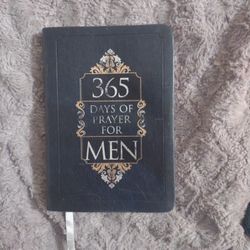 365
DAYS OF
PRAYER FOR
MEN